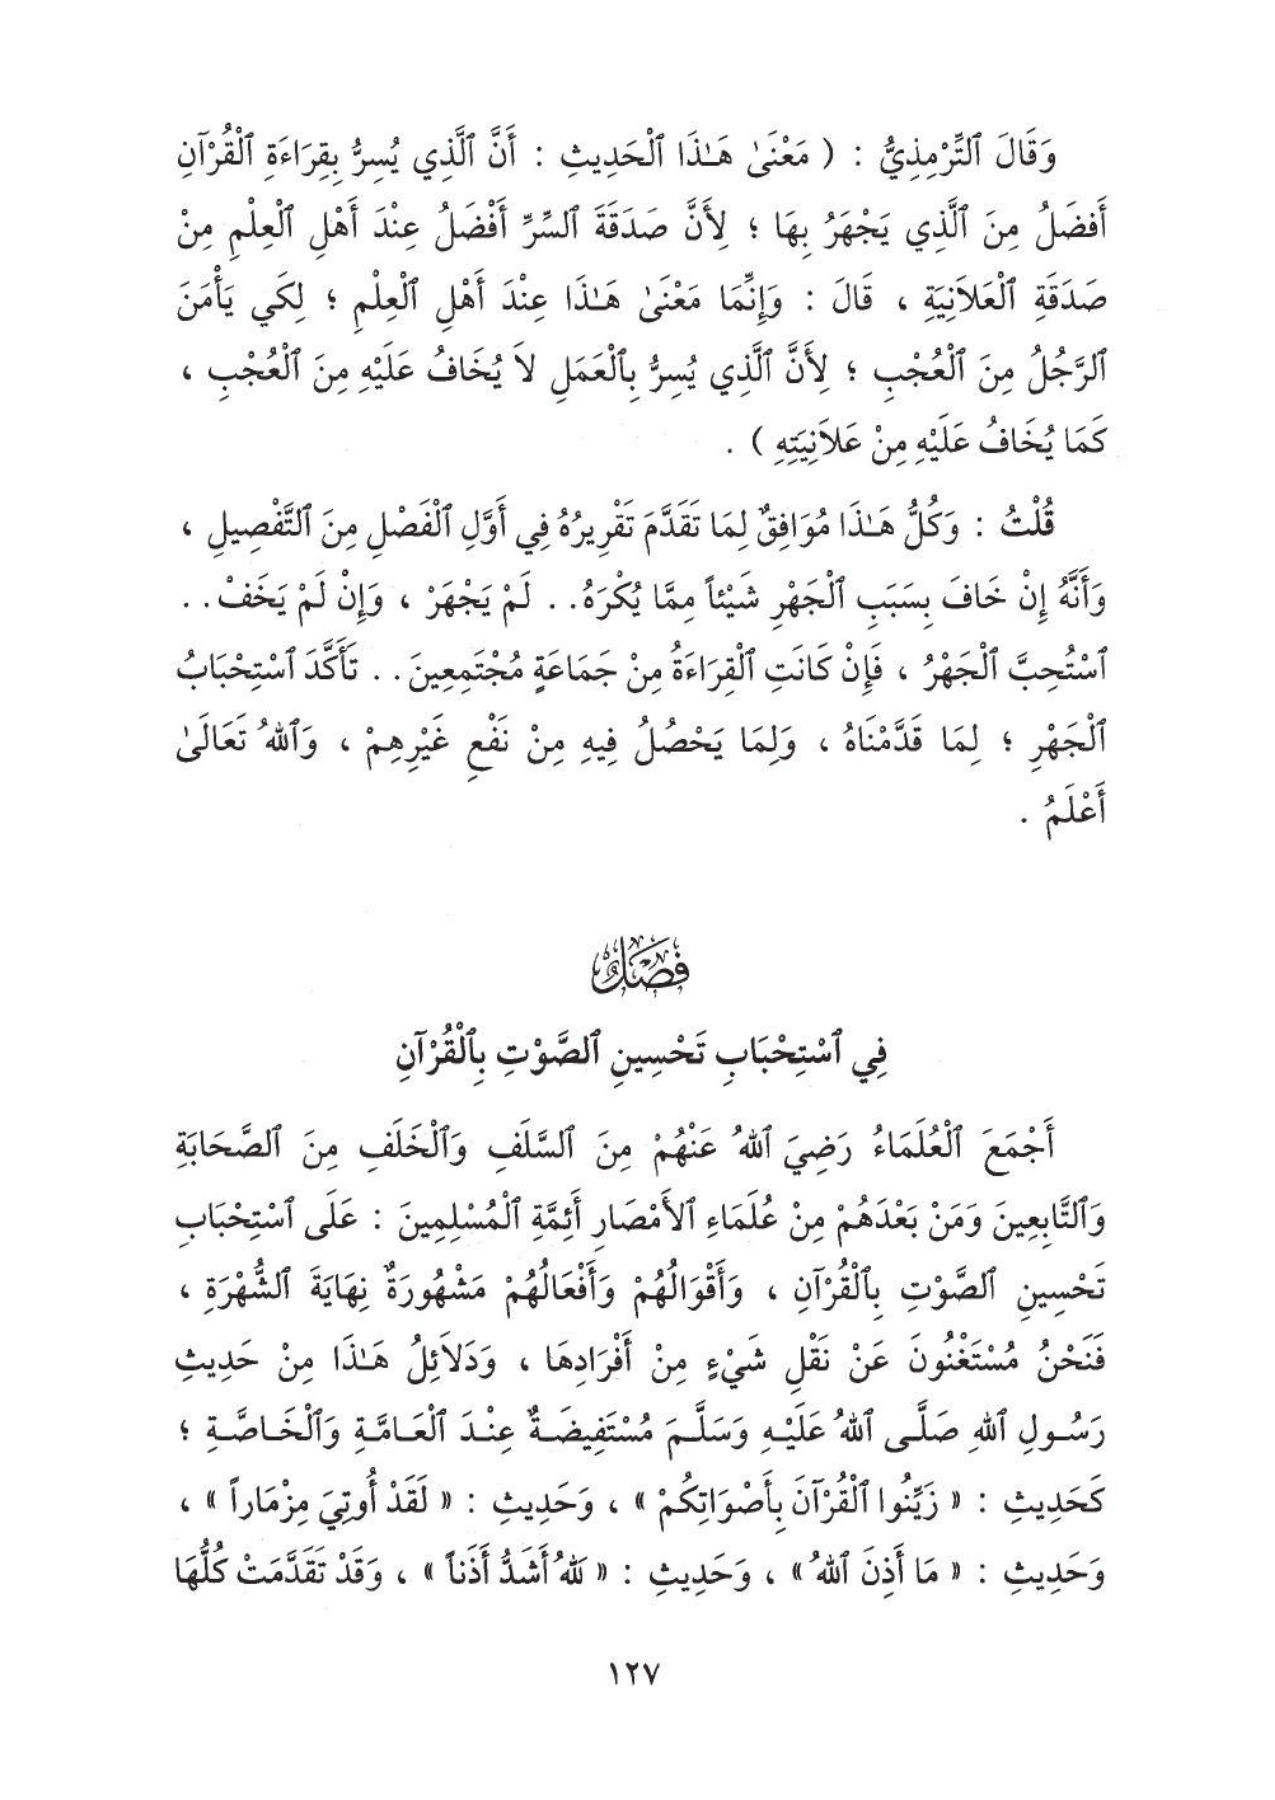 وَقَالَ ٱلتِّرْمِذِيُّ : ( مَعْنَىٰ هَـٰذَا ٱلْحَدِيثِ : أَنَّ ٱلَّذِي يُسِرُّ بِقِرَاءَةِ ٱلْقُرْآنِ
أَفضَلُ مِنَ ٱلَّذِي يَجْهَرُ بِهَا ؛ لِأَنَّ صَدَقَةَ ٱلسِّرِّ أَفْضَلُ عِنْدَ أَهْلِ ٱلْعِلْمِ مِنْ
صَدَقَةِ ٱلْعَلاَنِيَةِ ، قَالَ : وَإِنَّمَا مَعْنَىٰ هَـٰذَا عِنْدَ أَهْلِ ٱلْعِلْمِ ؛ لِكَي يَأْمَنَ
ٱلرَّجُلُ مِنَ ٱلْعُجْبِ ؛ لِأَنَّ ٱلَّذِي يُسِرُّ بِٱلْعَمَلِ لاَ يُخَافُ عَلَيْهِ مِنَ ٱلْعُجْبِ ،
كَمَا يُخَافُ عَلَيْهِ مِنْ عَلاَنِيَتِهِ ) .
قُلْتُ : وَكُلُّ هَـٰذَا مُوَافِقٌ لِمَا تَقَدَّمَ تَقْرِيرُهُ فِي أَوَّلِ ٱلْفَصْلِ مِنَ ٱلتَّفْصِيلِ ،
وَأَنَّهُ إِنْ خَافَ بِسَبَبِ ٱلْجَهْرِ شَيْئاً مِمَّا يُكْرَهُ. . لَمْ يَجْهَرْ ، وَإِنْ لَمْ يَخَفْ. .
ٱسْتُحِبَّ ٱلْجَهْرُ ، فَإِنْ كَانَتِ ٱلْقِرَاءَةُ مِنْ جَمَاعَةٍ مُجْتَمِعِينَ. . تَأَكَّدَ ٱسْتِحْبَابُ
ٱلْجَهْرِ ؛ لِمَا قَدَّمْنَاهُ ، وَلِمَا يَحْصُلُ فِيهِ مِنْ نَفْعِ غَيْرِهِمْ ، وَٱللهُ تَعَالَىٰ
أَعْلَمُ .
فَصْلٌ
فِي ٱسْتِحْبَابِ تَحْسِينِ ٱلصَّوْتِ بِٱلْقُرْآنِ
أَجْمَعَ ٱلْعُلَمَاءُ رَضِيَ ٱللهُ عَنْهُمْ مِنَ ٱلسَّلَفِ وَٱلْخَلَفِ مِنَ ٱلصَّحَابَةِ
وَٱلتَّابِعِينَ وَمَنْ بَعْدَهُمْ مِنْ عُلَمَاءِ ٱلأَمْصَارِ أَئِمَّةِ ٱلْمُسْلِمِينَ : عَلَى ٱسْتِحْبَابِ
تَحْسِينِ ٱلصَّوْتِ بِٱلْقُرْآنِ ، وَأَقْوَالُهُمْ وَأَفْعَالُهُمْ مَشْهُورَةٌ نِهَايَةَ ٱلشُّهْرَةِ ،
فَنَحْنُ مُسْتَغْنُونَ عَنْ نَقْلِ شَيْءٍ مِنْ أَفْرَادِهَا ، وَدَلاَئِلُ هَـٰذَا مِنْ حَدِيثِ
رَسُولِ ٱللهِ صَلَّى ٱللهُ عَلَيْهِ وَسَلَّمَ مُسْتَفِيضَةٌ عِنْدَ ٱلْعَامَّةِ وَٱلْخَاصَّةِ ؛
كَحَدِيثِ : « زَيِّنُوا ٱلْقُرْآنَ بِأَصْوَاتِكُمْ » ، وَحَدِيثِ : « لَقَدْ أُوتِيَ مِزْمَاراً » ،
وَحَدِيثِ : « مَا أَذِنَ ٱللهُ » ، وَحَدِيثِ : « لَلهُ أَشَدُّ أَذَناً » ، وَقَدْ تَقَدَّمَتْ كُلُّهَا
١٢٧